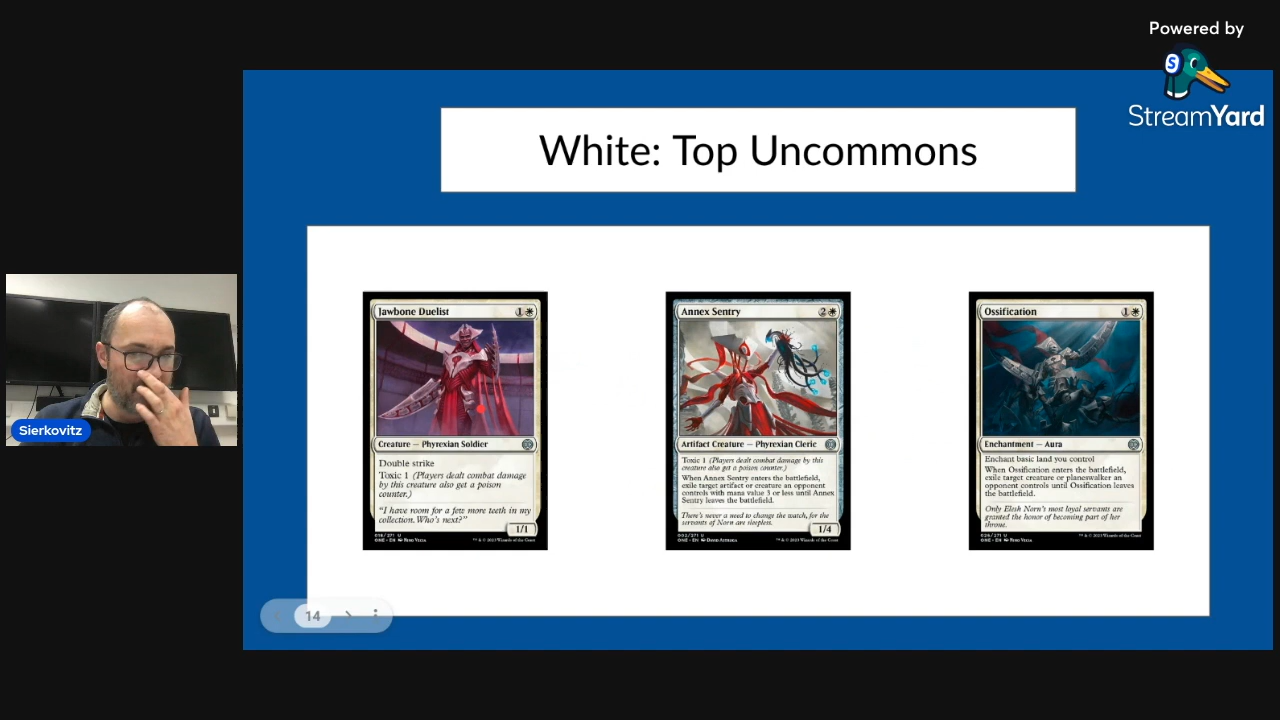 Powered by
StreamYard
White: Top Uncommons
Jawbone Duelist 1
Creature — Phyrexian Soldier
Double strike
Toxic 1 (Players dealt combat damage
by this creature also get a poison
counter.)
"I have room for a few more teeth in my
collection. Who's next?"
1/1
Annex Sentry 2
Artifact Creature — Phyrexian Cleric
Toxic 1 (Players dealt combat damage by this
creature also get a poison counter.)
When Annex Sentry enters the battlefield,
exile target artifact or creature an opponent
controls with mana value 3 or less until Annex
Sentry leaves the battlefield.
There's never a need to change the watch, for the
servants of Norn are sleepless.
1/4
Ossification 1
Enchantment — Aura
Enchant basic land you control
When Ossification enters the battlefield,
exile target creature or planeswalker an
opponent controls until Ossification leaves
the battlefield.
Only Elesh Norn's most loyal servants are
granted the honor of becoming part of her
throne.
Sierkovitz
14